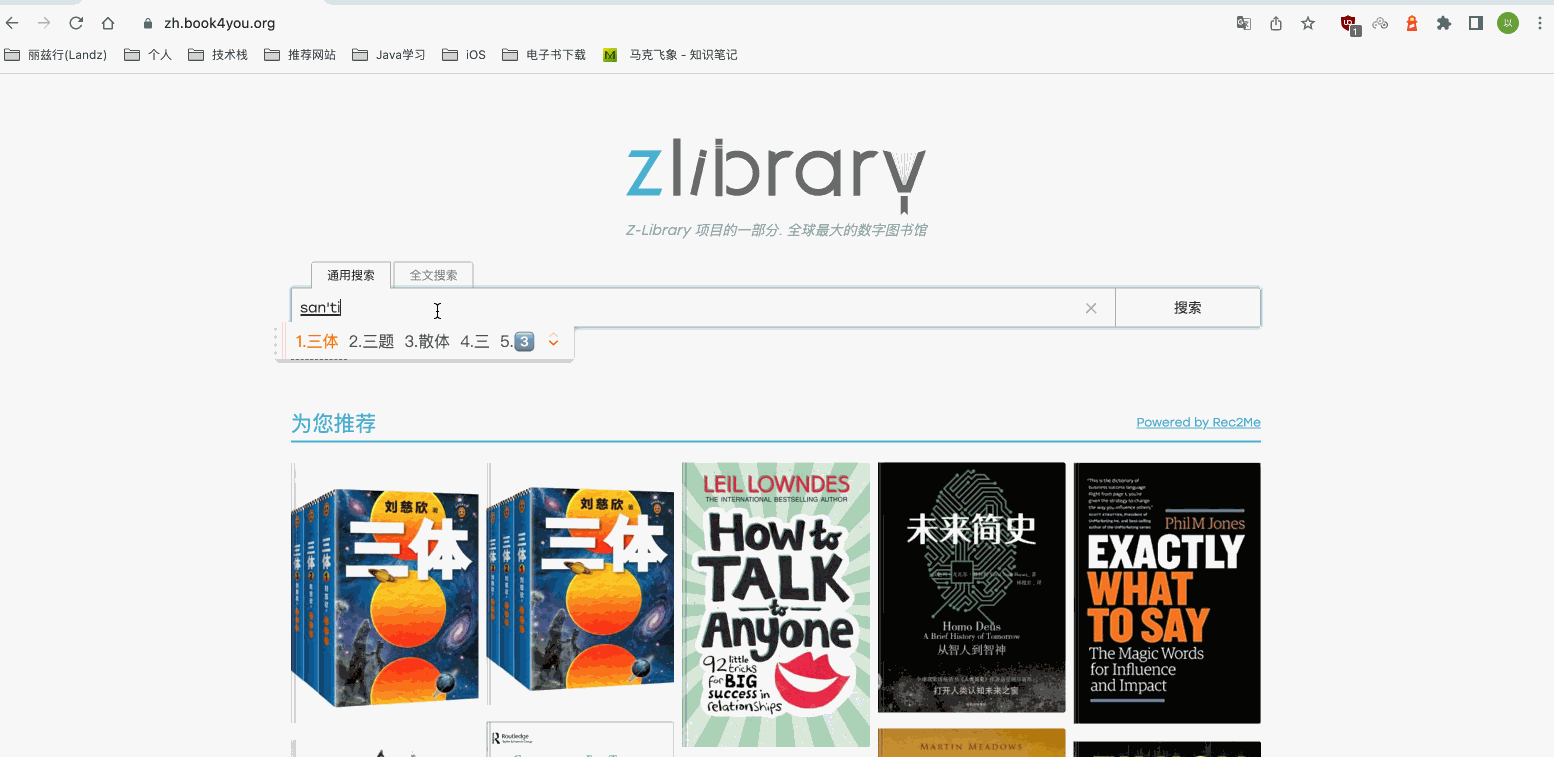 zh.book4you.org
1
以
丽兹行(Landz) 个人 技术栈 推荐网站 Java学习 iOS 电子书下载 马克飞象 - 知识笔记
zlibrary
Z-Library 项目的一部分. 全球最大的数字图书馆
通用搜索 全文搜索
san'ti 搜索
1.三体 2.三题 3.散体 4.三 5.3️⃣
为您推荐 Powered by Rec2Me
刘慈欣 著
三体
刘慈欣
三体
LEIL LOWNDES
THE INTERNATIONAL BESTSELLING AUTHOR
How to
TALK
to
Anyone
92 little
tricks
for BIG
success in
relationships
未来简史
Homo Deus
A Brief History of Tomorrow
从智人到智神
打开人类认知未来之窗
Phil M Jones
EXACTLY
WHAT
TO SAY
The Magic Words
for Influence
and Impact
Routledge
MARTIN MEADOWS